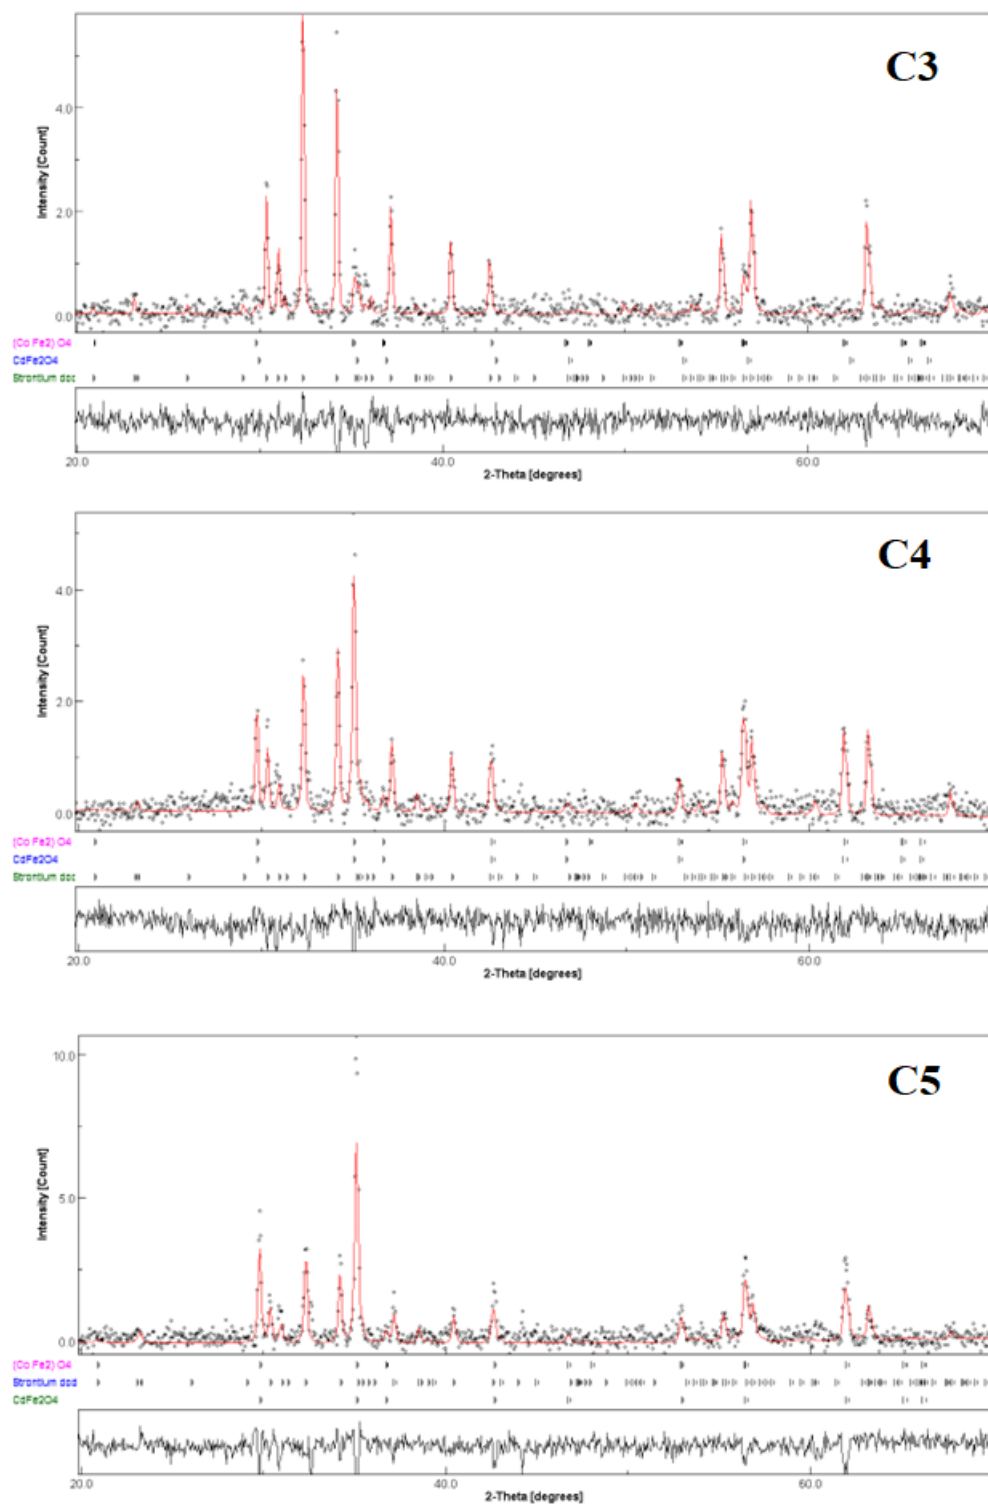 C3
Intensity [Count]
4.0
2.0
0.0
(Co Fe2) O4
CdFe2O4
Strontium
20.0 40.0 60.0
2-Theta [degrees]
C4
Intensity [Count]
4.0
2.0
0.0
(Co Fe2) O4
CdFe2O4
Strontium
20.0 40.0 60.0
2-Theta [degrees]
C5
Intensity [Count]
10.0
5.0
0.0
(Co Fe2) O4
Strontium
CdFe2O4
20.0 40.0 60.0
2-Theta [degrees]